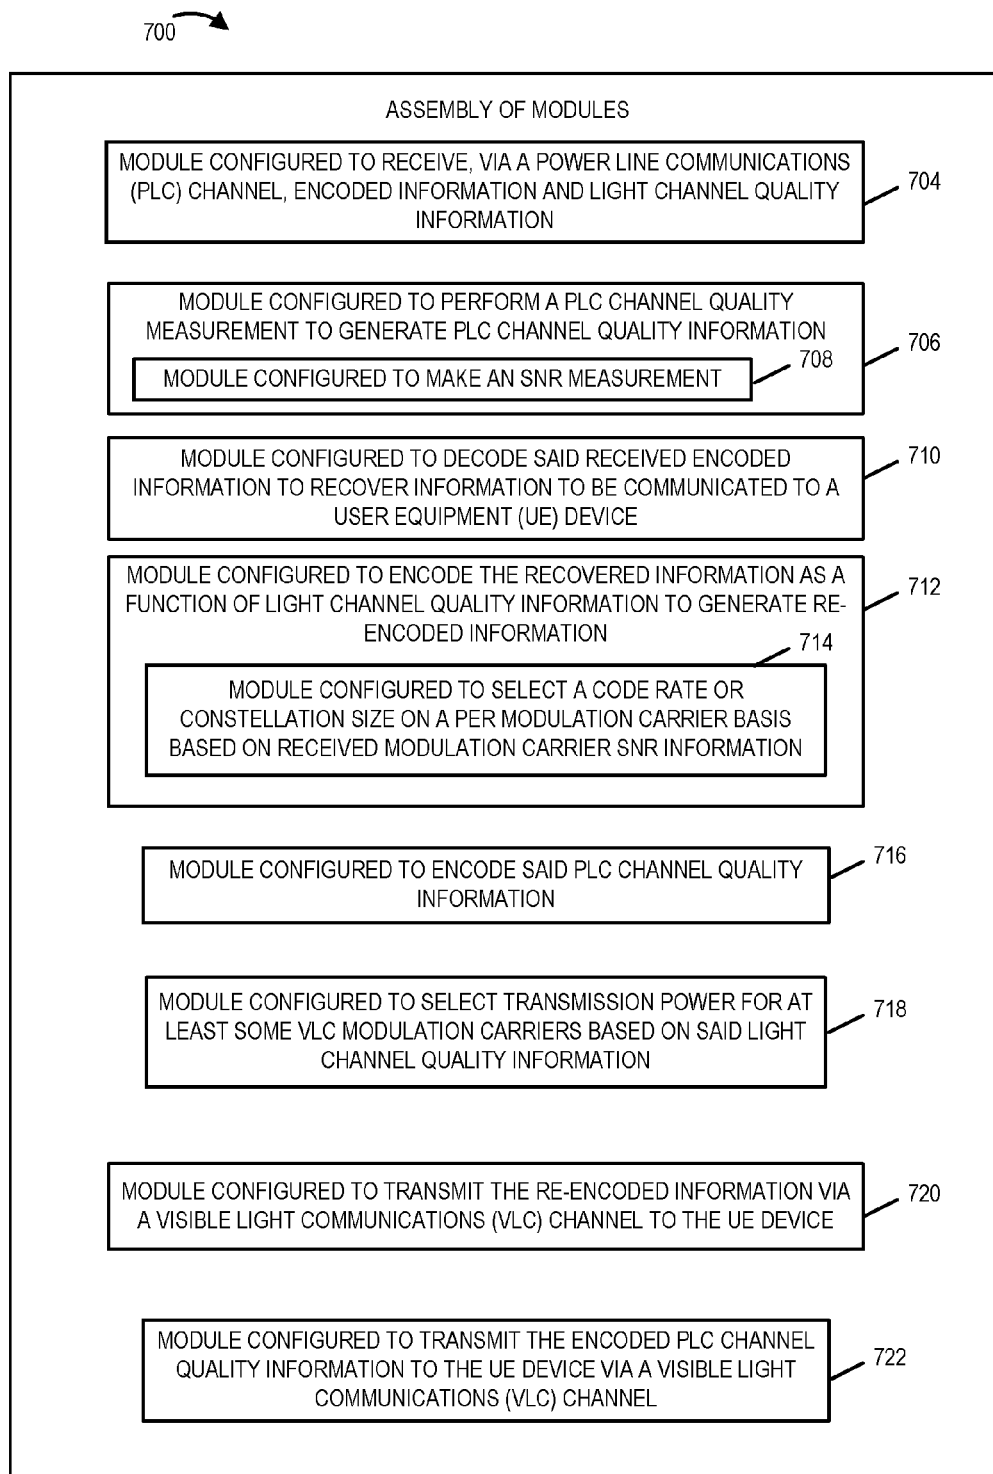 700
ASSEMBLY OF MODULES
MODULE CONFIGURED TO RECEIVE, VIA A POWER LINE COMMUNICATIONS
(PLC) CHANNEL, ENCODED INFORMATION AND LIGHT CHANNEL QUALITY
INFORMATION
704
MODULE CONFIGURED TO PERFORM A PLC CHANNEL QUALITY
MEASUREMENT TO GENERATE PLC CHANNEL QUALITY INFORMATION
706
708
MODULE CONFIGURED TO MAKE AN SNR MEASUREMENT
MODULE CONFIGURED TO DECODE SAID RECEIVED ENCODED
INFORMATION TO RECOVER INFORMATION TO BE COMMUNICATED TO A
USER EQUIPMENT (UE) DEVICE
710
MODULE CONFIGURED TO ENCODE THE RECOVERED INFORMATION AS A
FUNCTION OF LIGHT CHANNEL QUALITY INFORMATION TO GENERATE RE-
ENCODED INFORMATION
712
714
MODULE CONFIGURED TO SELECT A CODE RATE OR
CONSTELLATION SIZE ON A PER MODULATION CARRIER BASIS
BASED ON RECEIVED MODULATION CARRIER SNR INFORMATION
MODULE CONFIGURED TO ENCODE SAID PLC CHANNEL QUALITY
INFORMATION
716
MODULE CONFIGURED TO SELECT TRANSMISSION POWER FOR AT
LEAST SOME VLC MODULATION CARRIERS BASED ON SAID LIGHT
CHANNEL QUALITY INFORMATION
718
MODULE CONFIGURED TO TRANSMIT THE RE-ENCODED INFORMATION VIA
A VISIBLE LIGHT COMMUNICATIONS (VLC) CHANNEL TO THE UE DEVICE
720
MODULE CONFIGURED TO TRANSMIT THE ENCODED PLC CHANNEL
QUALITY INFORMATION TO THE UE DEVICE VIA A VISIBLE LIGHT
COMMUNICATIONS (VLC) CHANNEL
722